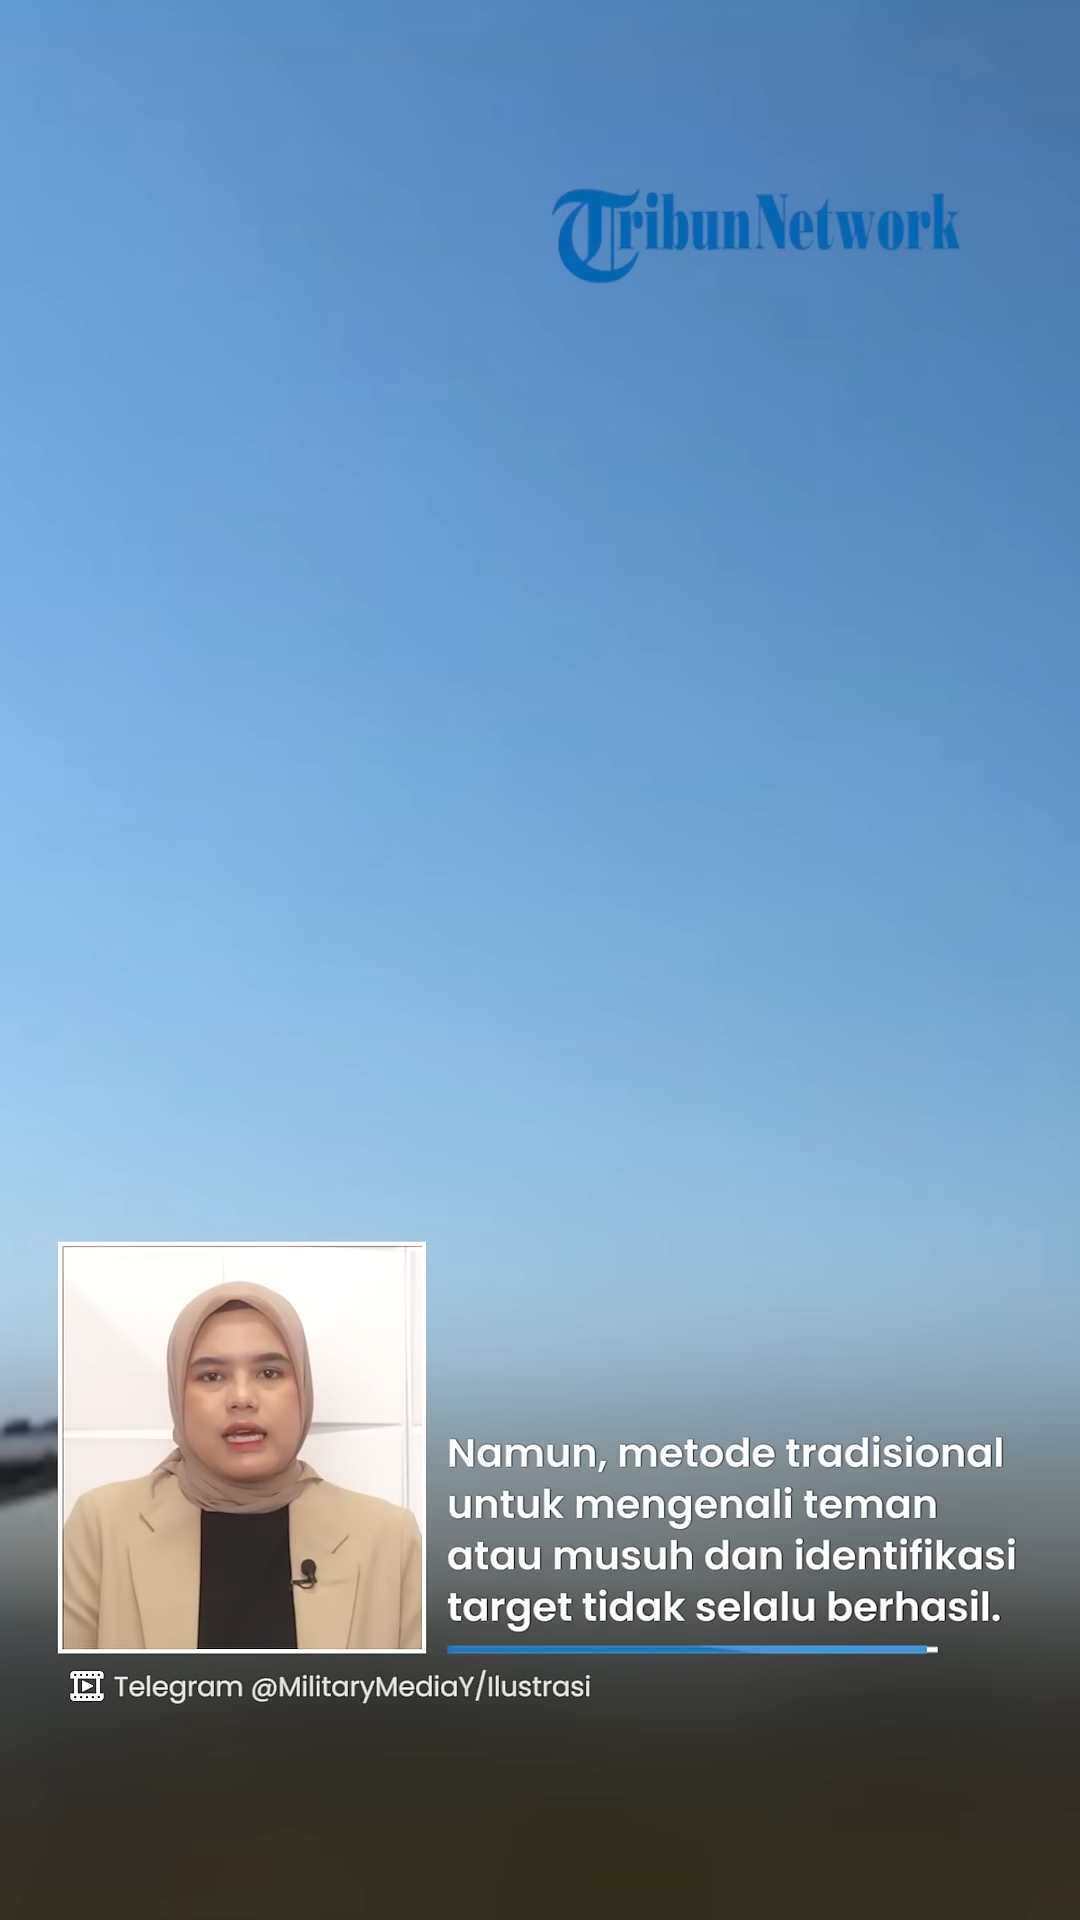 TribunNetwork
Namun, metode tradisional
untuk mengenali teman
atau musuh dan identifikasi
target tidak selalu berhasil.
Telegram @MilitaryMediaY/Ilustrasi